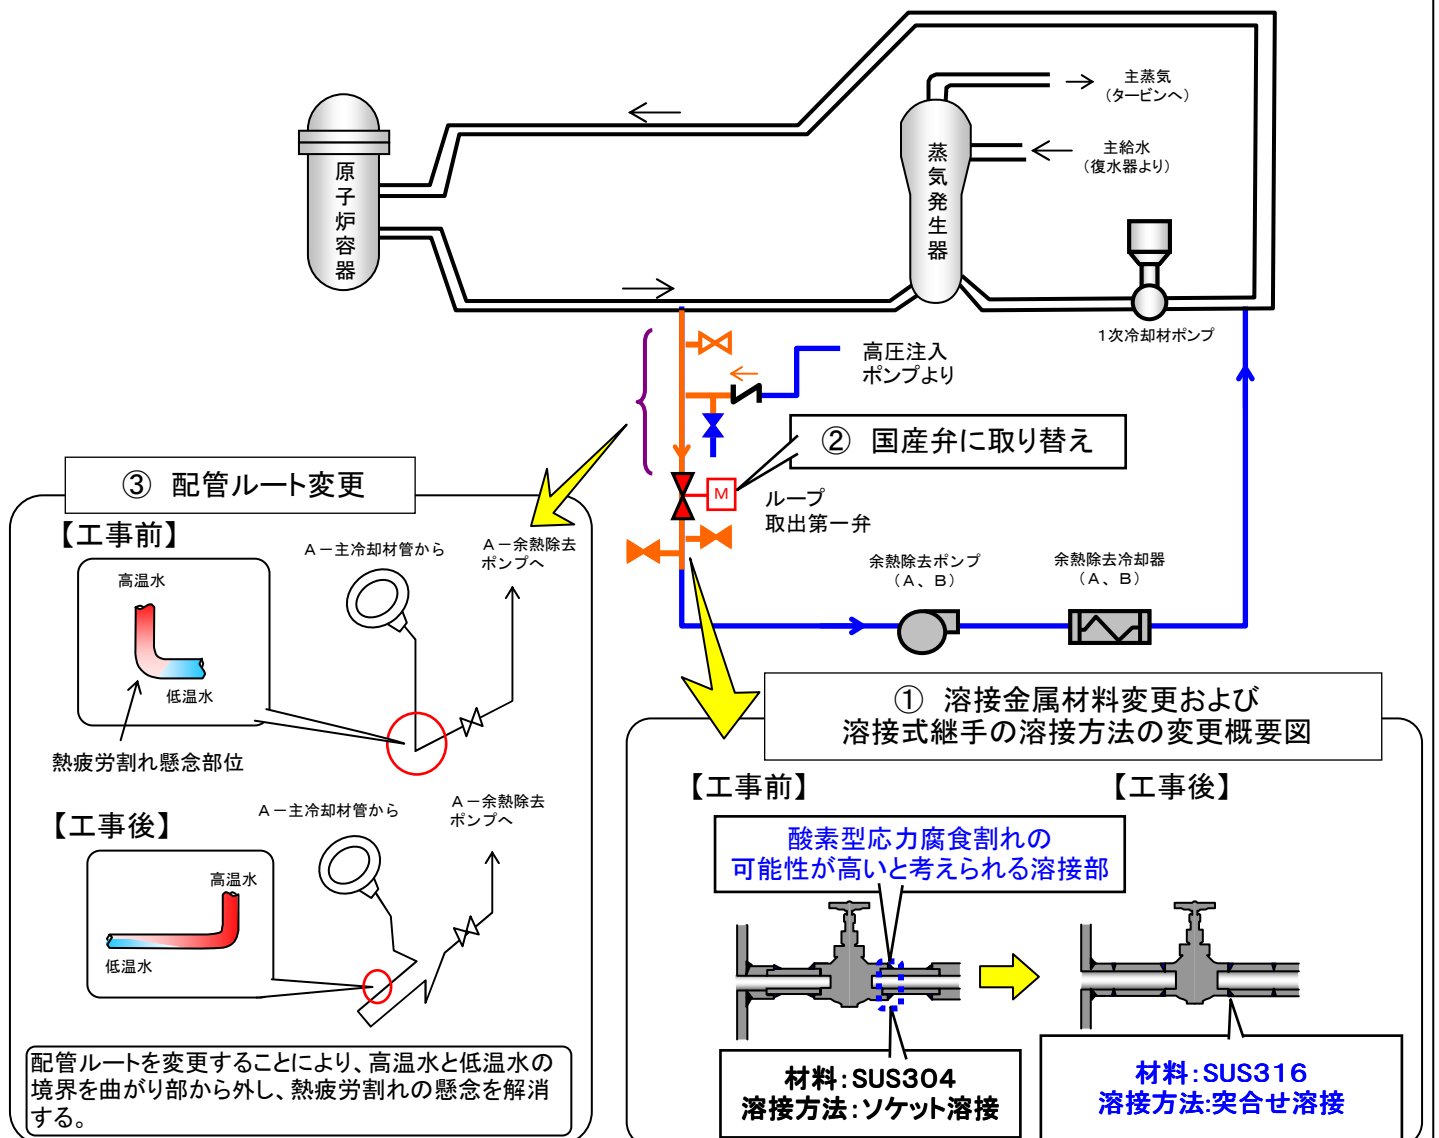 主蒸気
(タービンへ)
主給水
(復水器より)
原子炉容器
蒸気発生器
1次冷却材ポンプ
高圧注入
ポンプより
② 国産弁に取り替え
M
ループ
取出第一弁
余熱除去ポンプ
(A、B)
余熱除去冷却器
(A、B)
③ 配管ルート変更
【工事前】
A-主冷却材管から
A-余熱除去
ポンプへ
高温水
低温水
熱疲労割れ懸念部位
【工事後】
A-主冷却材管から
A-余熱除去
ポンプへ
高温水
低温水
配管ルートを変更することにより、高温水と低温水の
境界を曲がり部から外し、熱疲労割れの懸念を解消
する。
① 溶接金属材料変更および
溶接式継手の溶接方法の変更概要図
【工事前】
【工事後】
酸素型応力腐食割れの
可能性が高いと考えられる溶接部
材料:SUS304
溶接方法:ソケット溶接
材料:SUS316
溶接方法:突合せ溶接